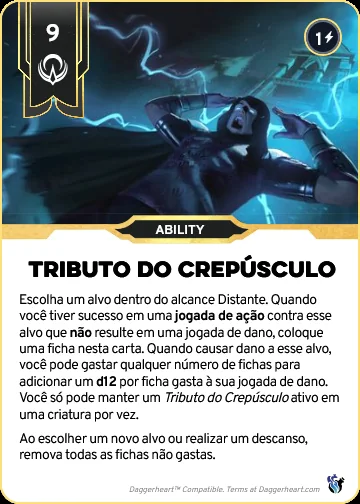 9
1
ABILITY
TRIBUTO DO CREPÚSCULO
Escolha um alvo dentro do alcance Distante. Quando
você tiver sucesso em uma jogada de ação contra esse
alvo que não resulte em uma jogada de dano, coloque
uma ficha nesta carta. Quando causar dano a esse alvo,
você pode gastar qualquer número de fichas para
adicionar um d12 por ficha gasta à sua jogada de dano.
Você só pode manter um Tributo do Crepúsculo ativo em
uma criatura por vez.
Ao escolher um novo alvo ou realizar um descanso,
remova todas as fichas não gastas.
Daggerheart™ Compatible. Terms at Daggerheart.com